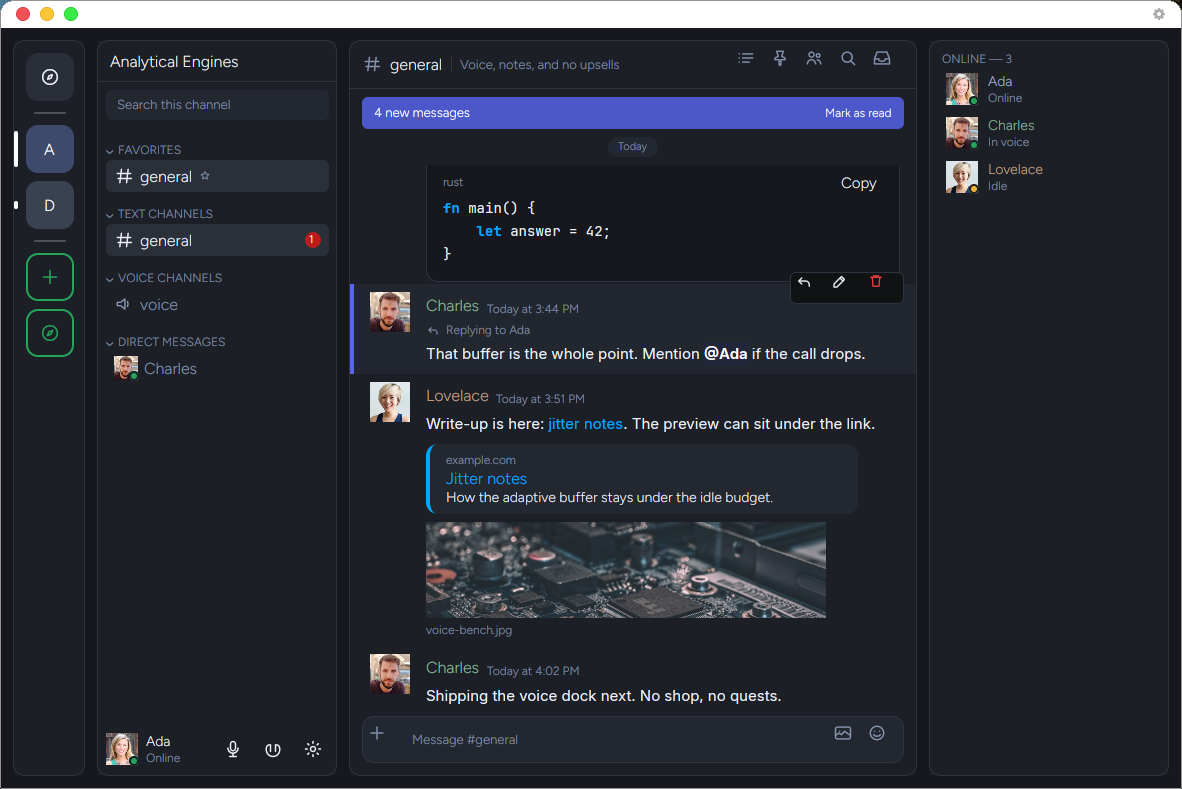 Analytical Engines
Search this channel
FAVORITES
# general
TEXT CHANNELS
# general 1
VOICE CHANNELS
voice
DIRECT MESSAGES
Charles
A
D
Ada
Online
# general Voice, notes, and no upsells
4 new messages Mark as read
Today
rust Copy
fn main() {
    let answer = 42;
}
Charles Today at 3:44 PM
Replying to Ada
That buffer is the whole point. Mention @Ada if the call drops.
Lovelace Today at 3:51 PM
Write-up is here: jitter notes. The preview can sit under the link.
example.com
Jitter notes
How the adaptive buffer stays under the idle budget.
voice-bench.jpg
Charles Today at 4:02 PM
Shipping the voice dock next. No shop, no quests.
Message #general
ONLINE — 3
Ada
Online
Charles
In voice
Lovelace
Idle